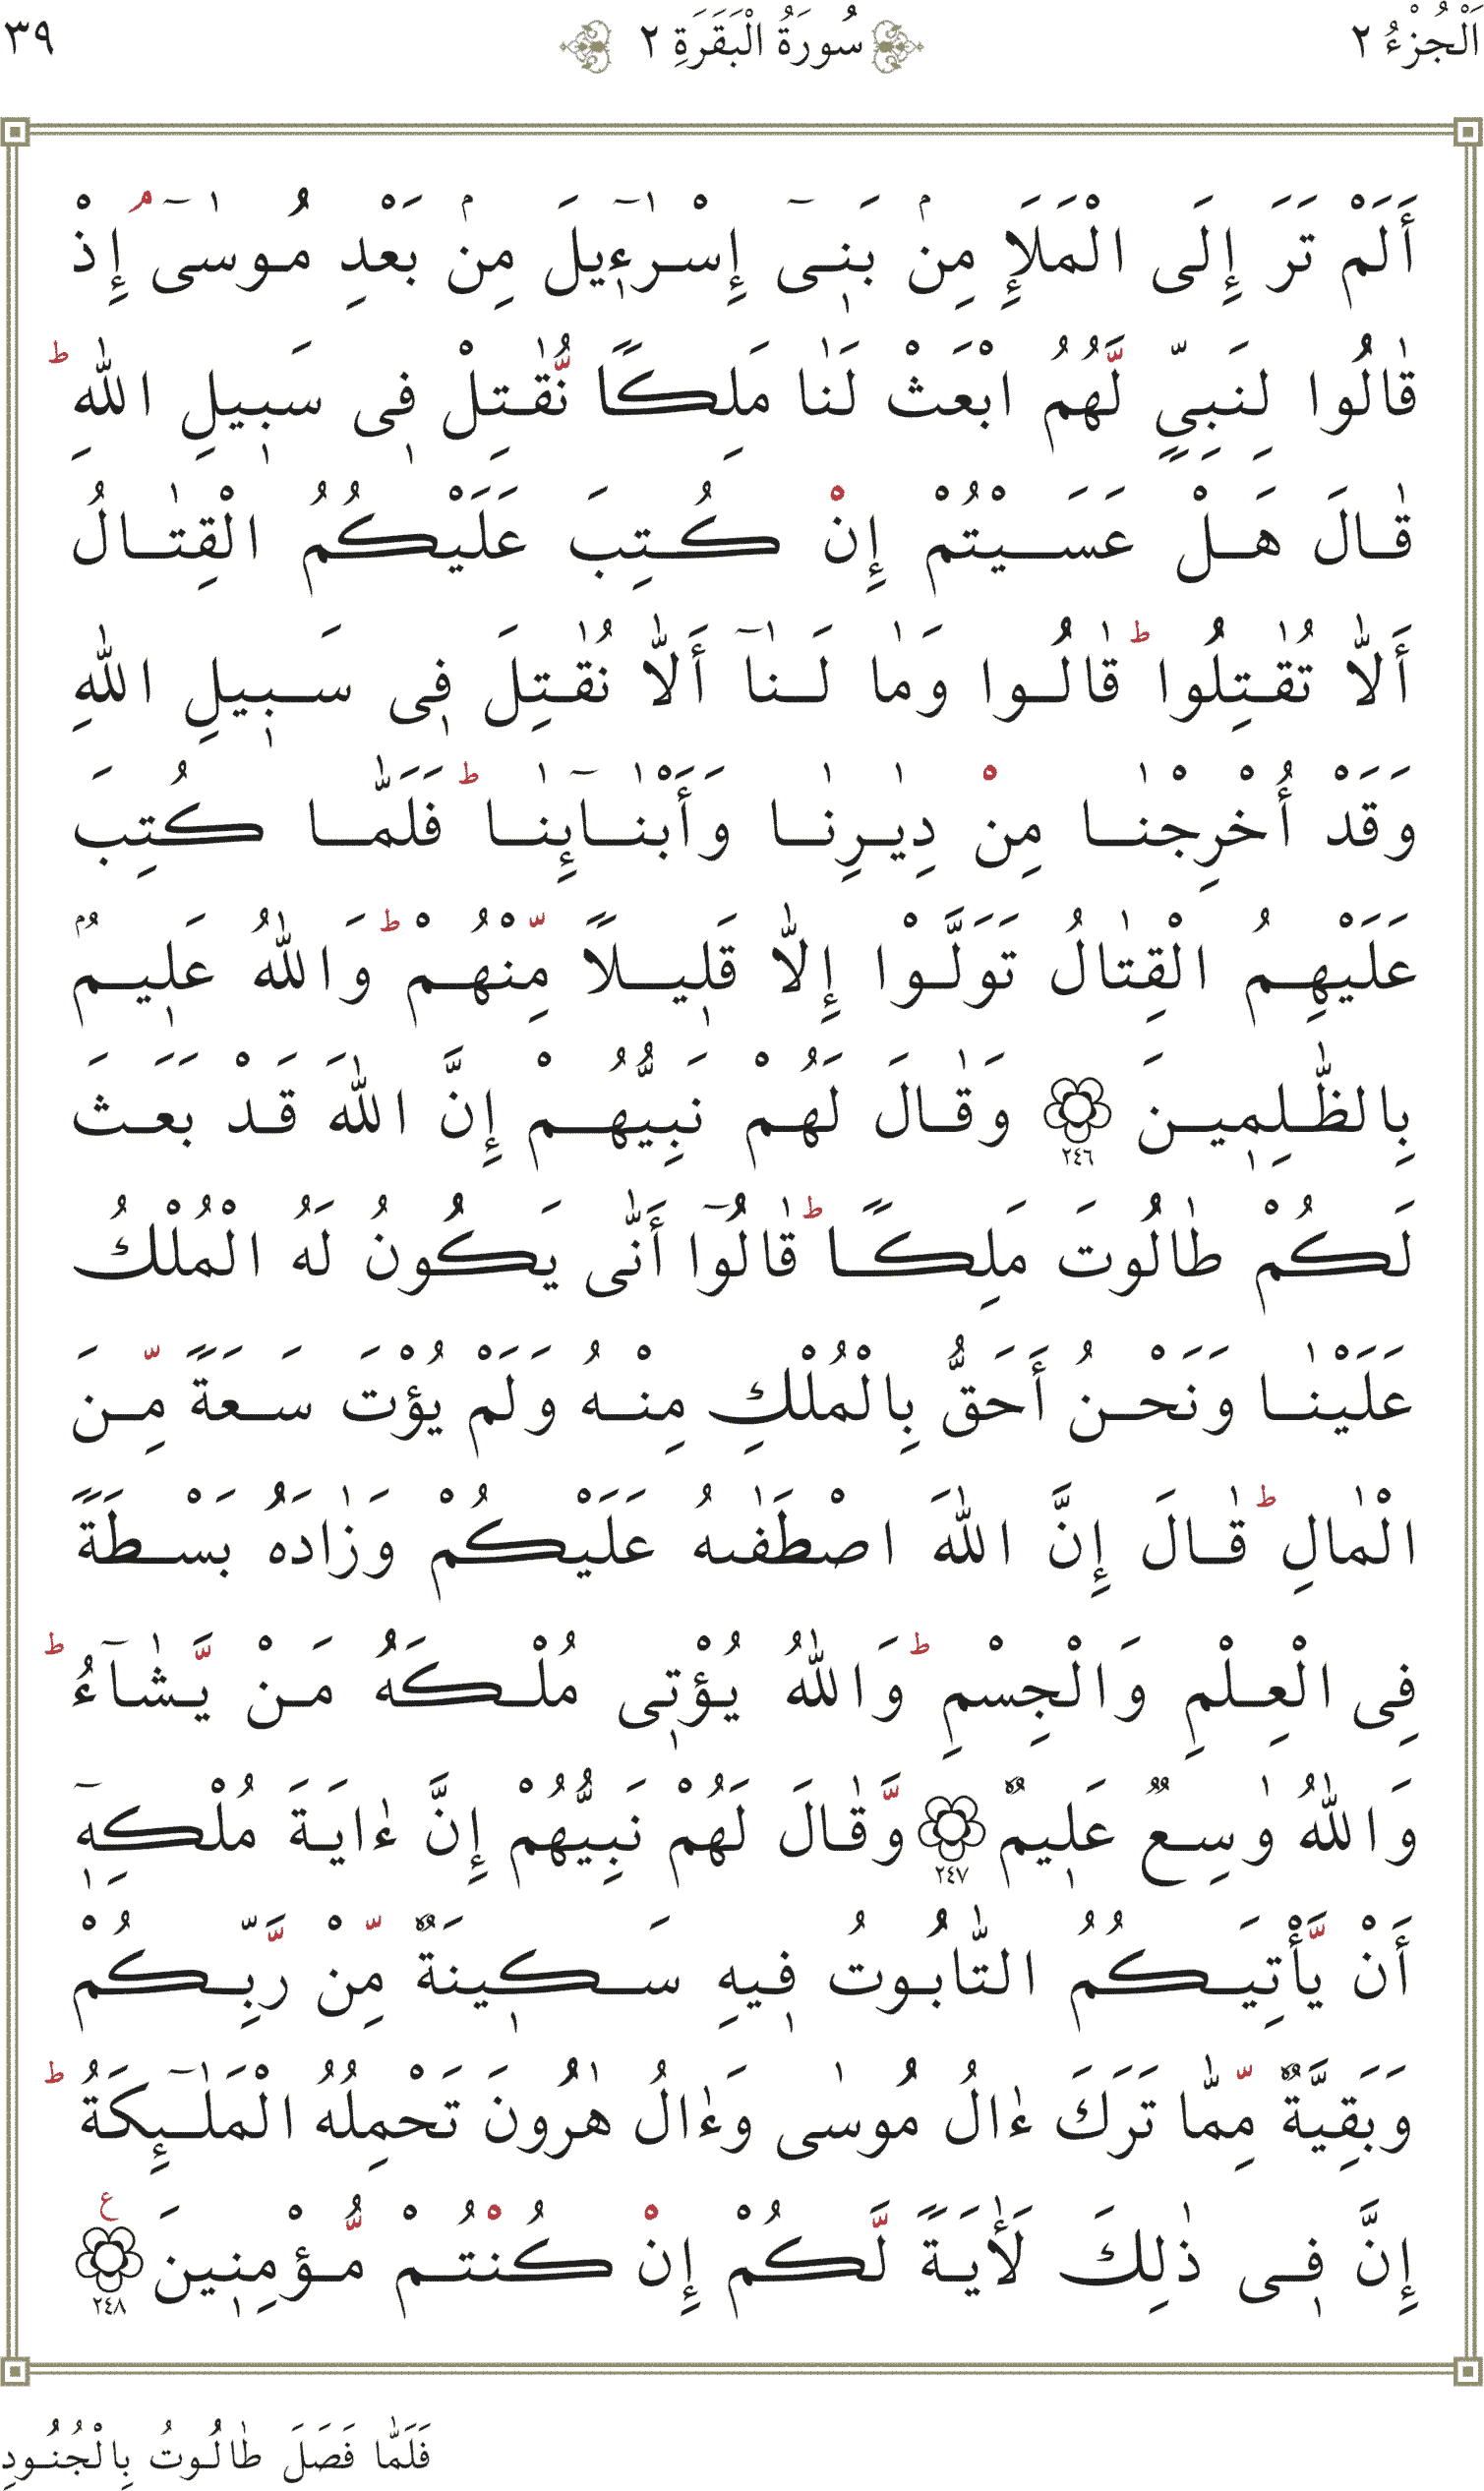 اَلْجُزْءُ ٢ سُورَةُ الْبَقَرَةِ ٢ ٣٩
أَلَمْ تَرَ إِلَى الْمَلَإِ مِنْۢ بَنٖىٓ إِسْرٰٓءٖيلَ مِنْۢ بَعْدِ مُوسٰىٓۘ إِذْ
قٰالُوا لِنَبِىٍّ لَّهُمُ ابْعَثْ لَنٰا مَلِكًا نُّقٰتِلْ فٖى سَبٖيلِ اللّٰهِ ؕ
قٰالَ هَلْ عَسَيْتُمْ إِنْ كُتِبَ عَلَيْكُمُ الْقِتٰالُ
أَلّٰا تُقٰتِلُوا ؕ قٰالُوا وَمٰا لَنٰآ أَلّٰا نُقٰتِلَ فٖى سَبٖيلِ اللّٰهِ
وَقَدْ أُخْرِجْنٰا مِنْ دِيٰرِنٰا وَأَبْنٰآئِنٰا ؕ فَلَمّٰا كُتِبَ
عَلَيْهِمُ الْقِتٰالُ تَوَلَّوْا إِلّٰا قَلٖيلًا مِّنْهُمْ ؕ وَاللّٰهُ عَلٖيمٌۢ
بِالظّٰلِمٖينَ ٢٤٦ وَقٰالَ لَهُمْ نَبِيُّهُمْ إِنَّ اللّٰهَ قَدْ بَعَثَ
لَكُمْ طٰالُوتَ مَلِكًا ؕ قٰالُوٓا أَنّٰى يَكُونُ لَهُ الْمُلْكُ
عَلَيْنٰا وَنَحْنُ أَحَقُّ بِالْمُلْكِ مِنْهُ وَلَمْ يُؤْتَ سَعَةً مِّنَ
الْمٰالِ ؕ قٰالَ إِنَّ اللّٰهَ اصْطَفٰىهُ عَلَيْكُمْ وَزٰادَهُ بَسْطَةً
فِى الْعِلْمِ وَالْجِسْمِ ؕ وَاللّٰهُ يُؤْتٖى مُلْكَهُ مَنْ يَّشٰآءُ ؕ
وَاللّٰهُ وٰسِعٌ عَلٖيمٌ ٢٤٧ وَّقٰالَ لَهُمْ نَبِيُّهُمْ إِنَّ ءٰايَةَ مُلْكِهٖٓ
أَنْ يَّأْتِيَكُمُ التّٰابُوتُ فٖيهِ سَكٖينَةٌ مِّنْ رَّبِّكُمْ
وَبَقِيَّةٌ مِّمّٰا تَرَكَ ءٰالُ مُوسٰى وَءٰالُ هٰرُونَ تَحْمِلُهُ الْمَلٰٓئِكَةُ ؕ
إِنَّ فٖى ذٰلِكَ لَأٰيَةً لَّكُمْ إِنْ كُنْتُمْ مُّؤْمِنٖينَ ٢٤٨ ع
فَلَمّٰا فَصَلَ طٰالُوتُ بِالْجُنُودِ